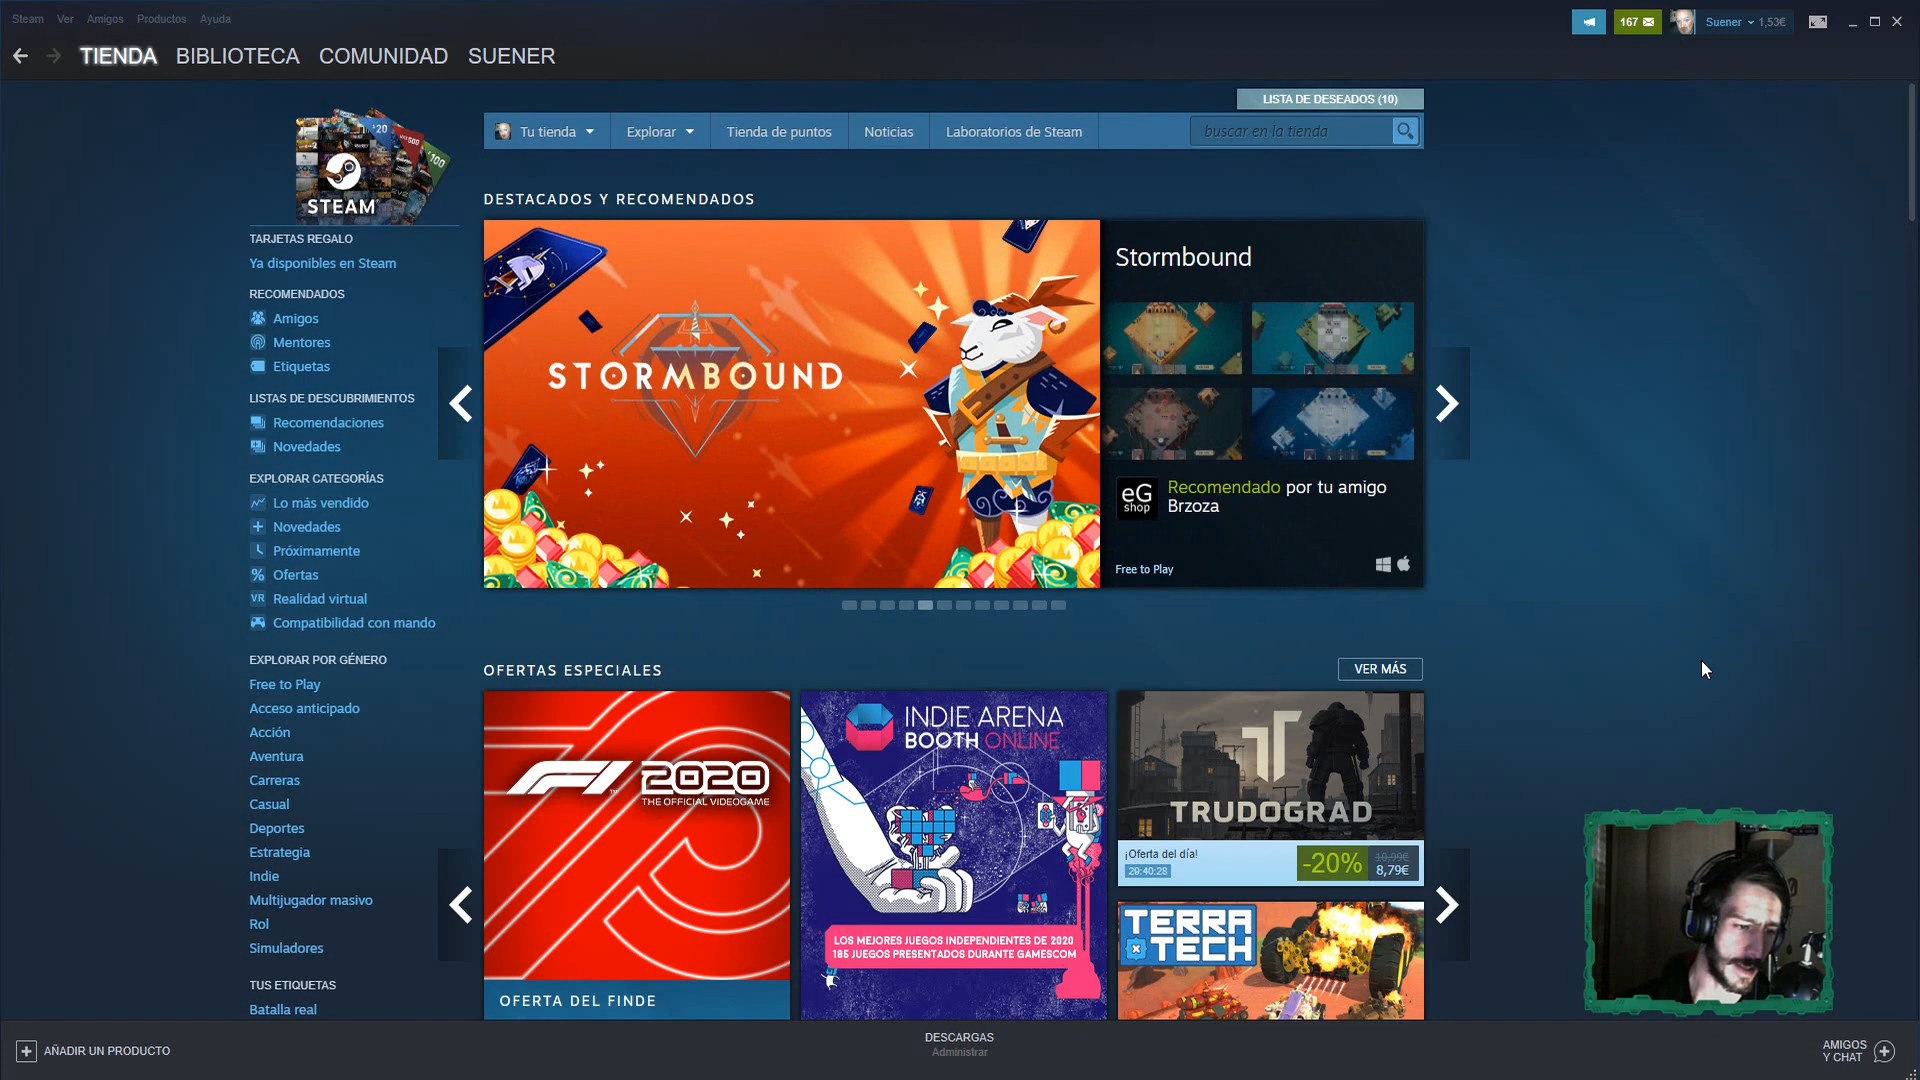 Steam Ver Amigos Productos Ayuda
167
Suener 1,53€
TIENDA BIBLIOTECA COMUNIDAD SUENER
LISTA DE DESEADOS (10)
Tu tienda Explorar Tienda de puntos Noticias Laboratorios de Steam
buscar en la tienda
$20
$100
STEAM
TARJETAS REGALO
Ya disponibles en Steam
RECOMENDADOS
Amigos
Mentores
Etiquetas
LISTAS DE DESCUBRIMIENTOS
Recomendaciones
Novedades
EXPLORAR CATEGORÍAS
Lo más vendido
Novedades
Próximamente
% Ofertas
VR Realidad virtual
Compatibilidad con mando
EXPLORAR POR GÉNERO
Free to Play
Acceso anticipado
Acción
Aventura
Carreras
Casual
Deportes
Estrategia
Indie
Multijugador masivo
Rol
Simuladores
TUS ETIQUETAS
Batalla real
DESTACADOS Y RECOMENDADOS
STORMBOUND
Stormbound
eG shop
Recomendado por tu amigo
Brzoza
Free to Play
OFERTAS ESPECIALES
VER MÁS
F1 2020
THE OFFICIAL VIDEOGAME
OFERTA DEL FINDE
INDIE ARENA
BOOTH ONLINE
LOS MEJORES JUEGOS INDEPENDIENTES DE 2020
185 JUEGOS PRESENTADOS DURANTE GAMESCOM
TRUDOGRAD
¡Oferta del día!
29:40:28
-20%
10,99€
8,79€
TERRA
TECH
AÑADIR UN PRODUCTO
DESCARGAS
Administrar
AMIGOS
Y CHAT